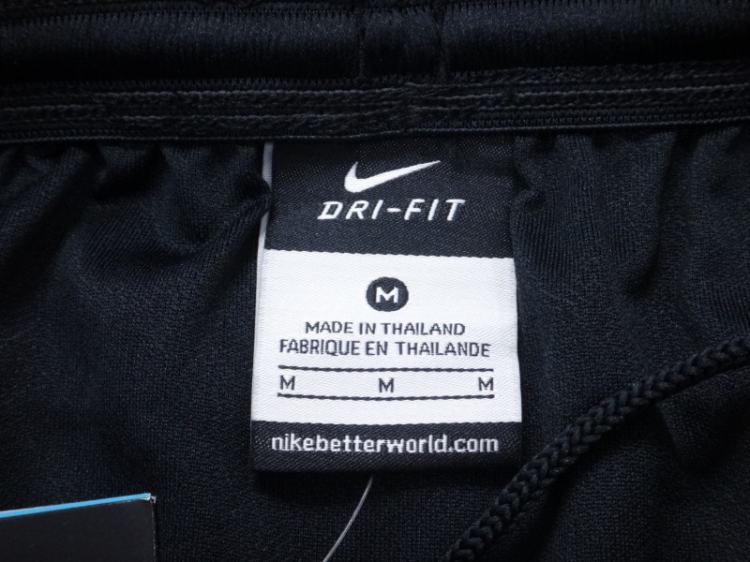 DRI-FIT
M
MADE IN THAILAND
FABRIQUE EN THAILANDE
M M M
nikebetterworld.com